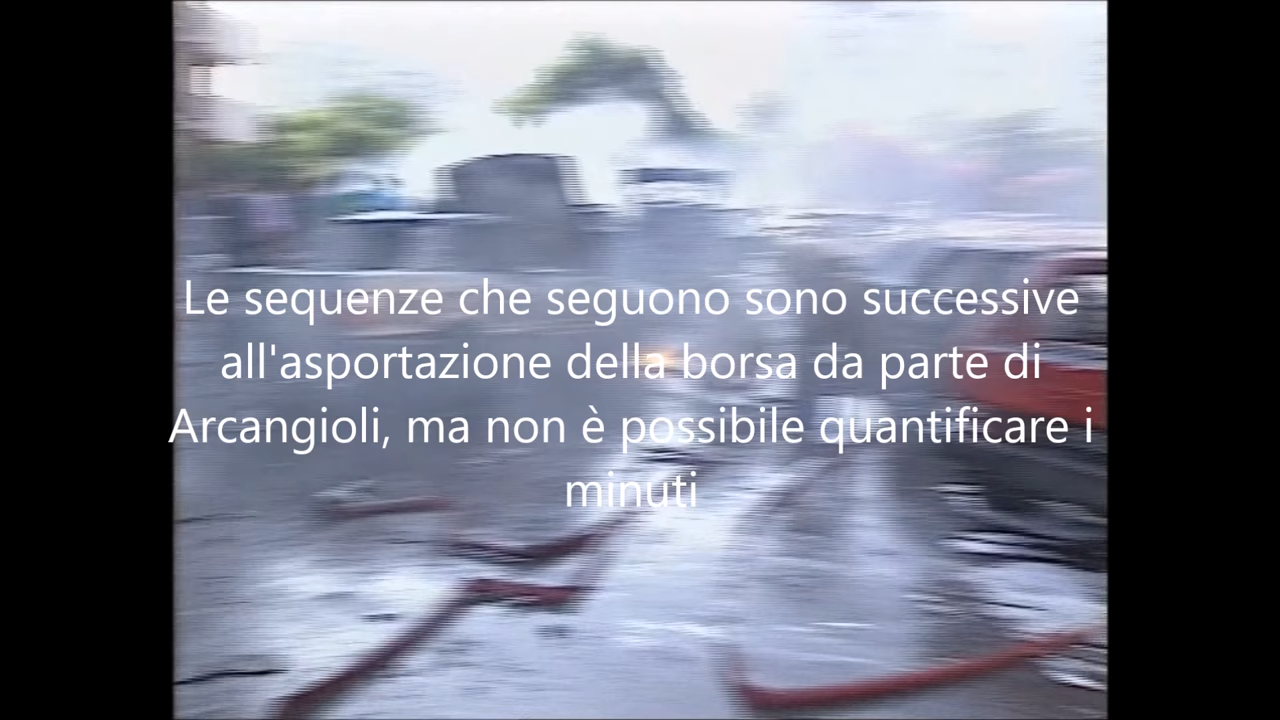 Le sequenze che seguono sono successive
all'asportazione della borsa da parte di
Arcangioli, ma non è possibile quantificare i
minuti